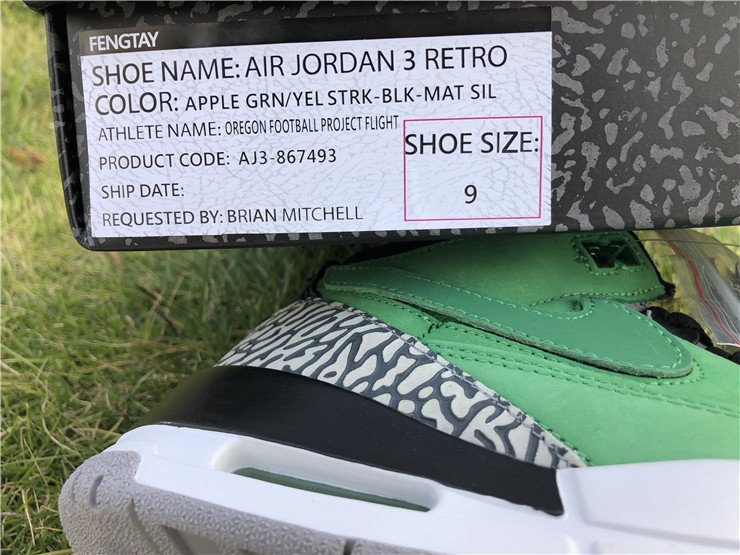 FENGTAY
SHOE NAME: AIR JORDAN 3 RETRO
COLOR: APPLE GRN/YEL STRK-BLK-MAT SIL
ATHLETE NAME: OREGON FOOTBALL PROJECT FLIGHT
PRODUCT CODE: AJ3-867493
SHIP DATE:
REQUESTED BY: BRIAN MITCHELL
SHOE SIZE:
9